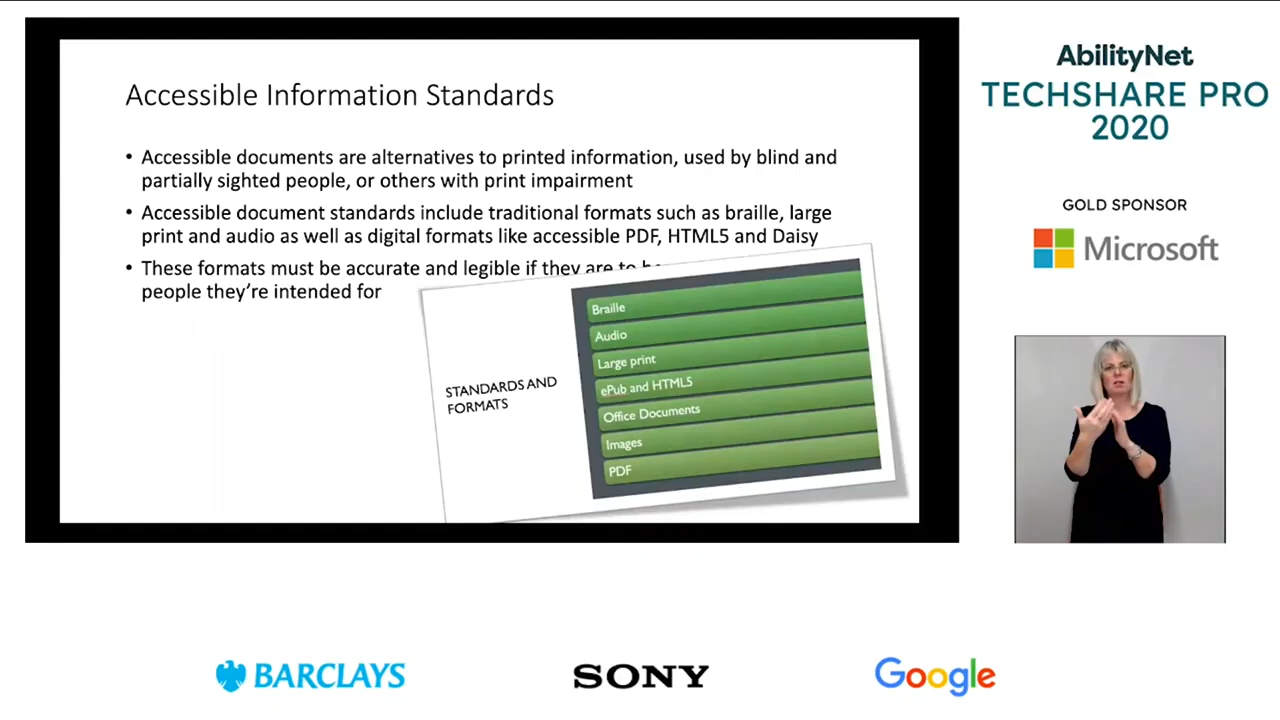 Accessible Information Standards
• Accessible documents are alternatives to printed information, used by blind and
partially sighted people, or others with print impairment
• Accessible document standards include traditional formats such as braille, large
print and audio as well as digital formats like accessible PDF, HTML5 and Daisy
• These formats must be accurate and legible if they are to
people they're intended for
STANDARDS AND
FORMATS
Braille
Audio
Large print
ePub and HTML5
Office Documents
Images
PDF
AbilityNet
TECHSHARE PRO
2020
GOLD SPONSOR
Microsoft
BARCLAYS
SONY
Google